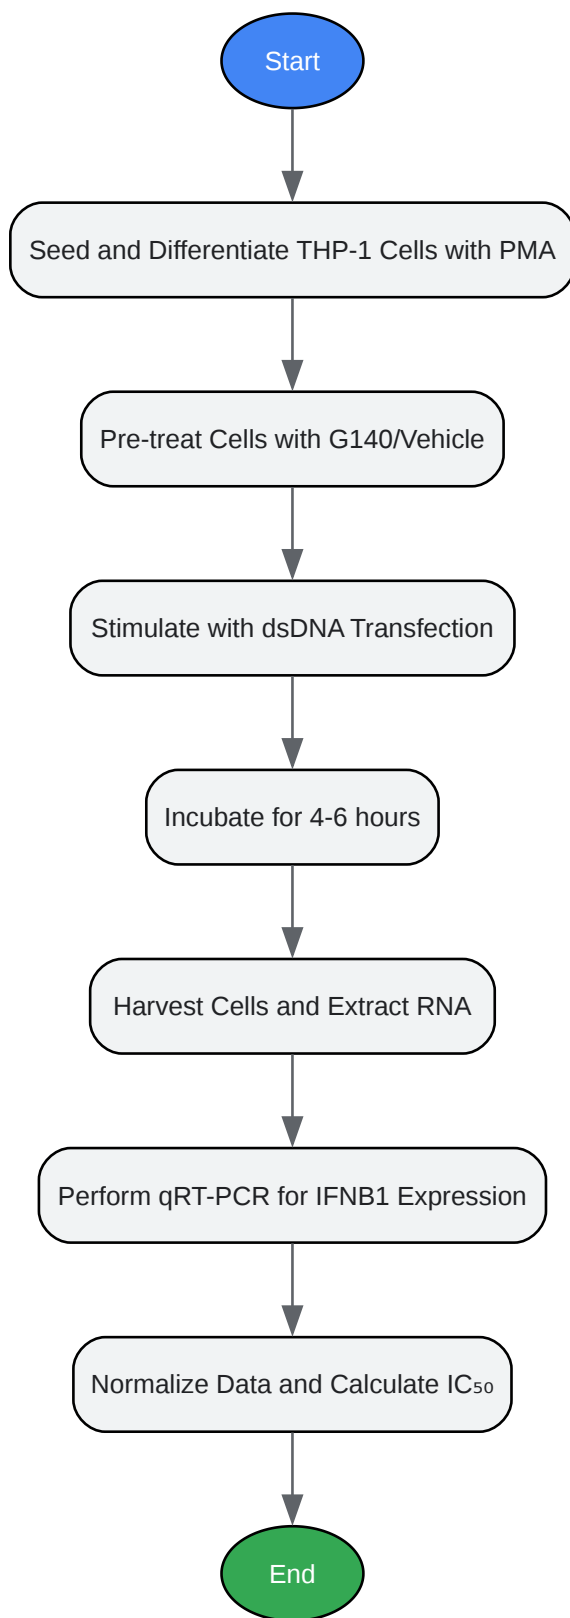 Start
Seed and Differentiate THP-1 Cells with PMA
Pre-treat Cells with G140/Vehicle
Stimulate with dsDNA Transfection
Incubate for 4-6 hours
Harvest Cells and Extract RNA
Perform qRT-PCR for IFNB1 Expression
Normalize Data and Calculate IC₅₀
End